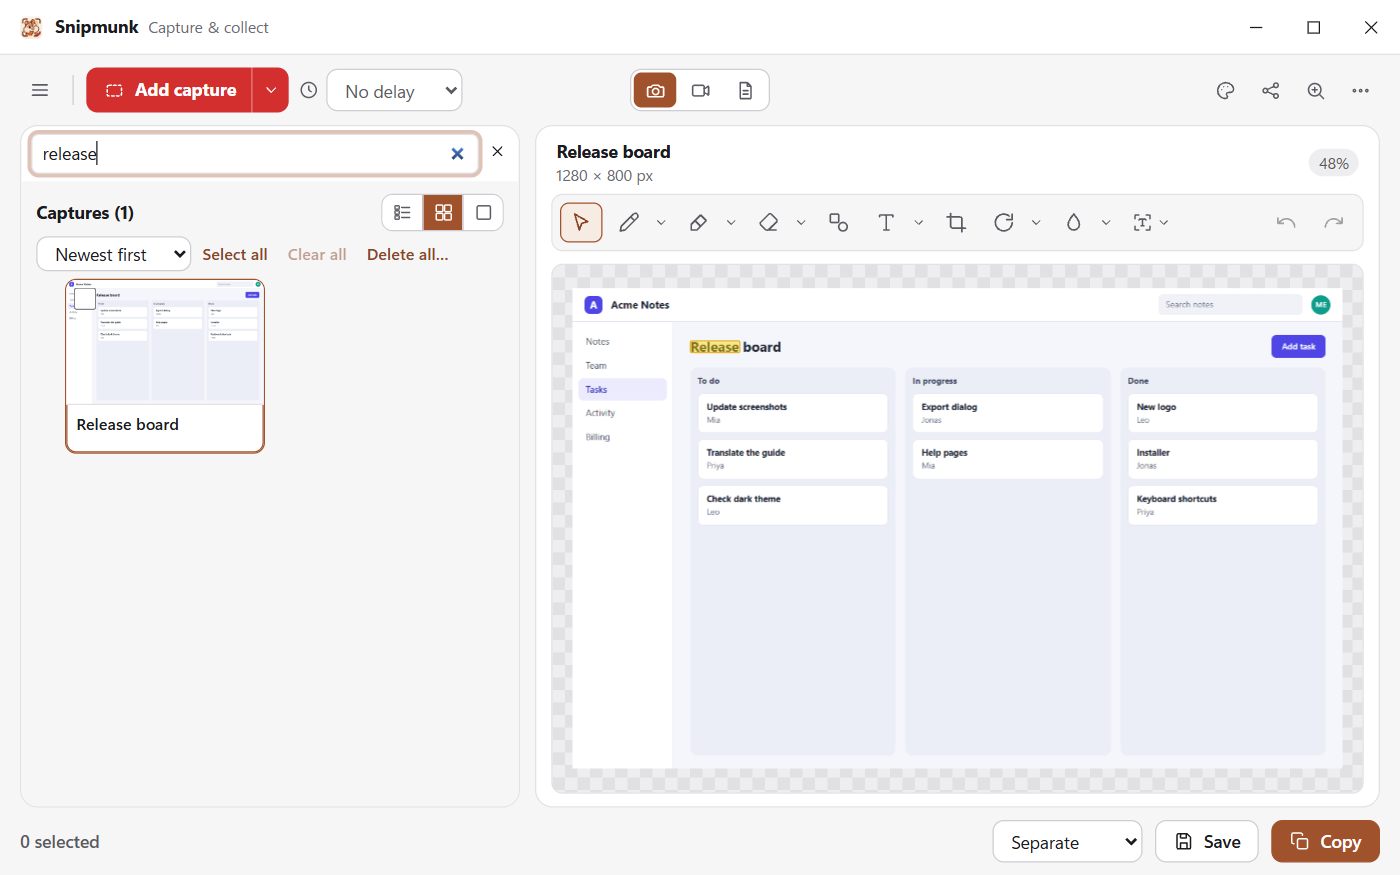 Snipmunk Capture & collect
Add capture
No delay
release
Captures (1)
Newest first
Select all
Clear all
Delete all...
Release board
Release board
1280 × 800 px
48%
A
Acme Notes
Search notes
ME
Notes
Team
Tasks
Activity
Billing
Release board
Add task
To do
Update screenshots
Mia
Translate the guide
Priya
Check dark theme
Leo
In progress
Export dialog
Jonas
Help pages
Mia
Done
New logo
Leo
Installer
Jonas
Keyboard shortcuts
Priya
0 selected
Separate
Save
Copy